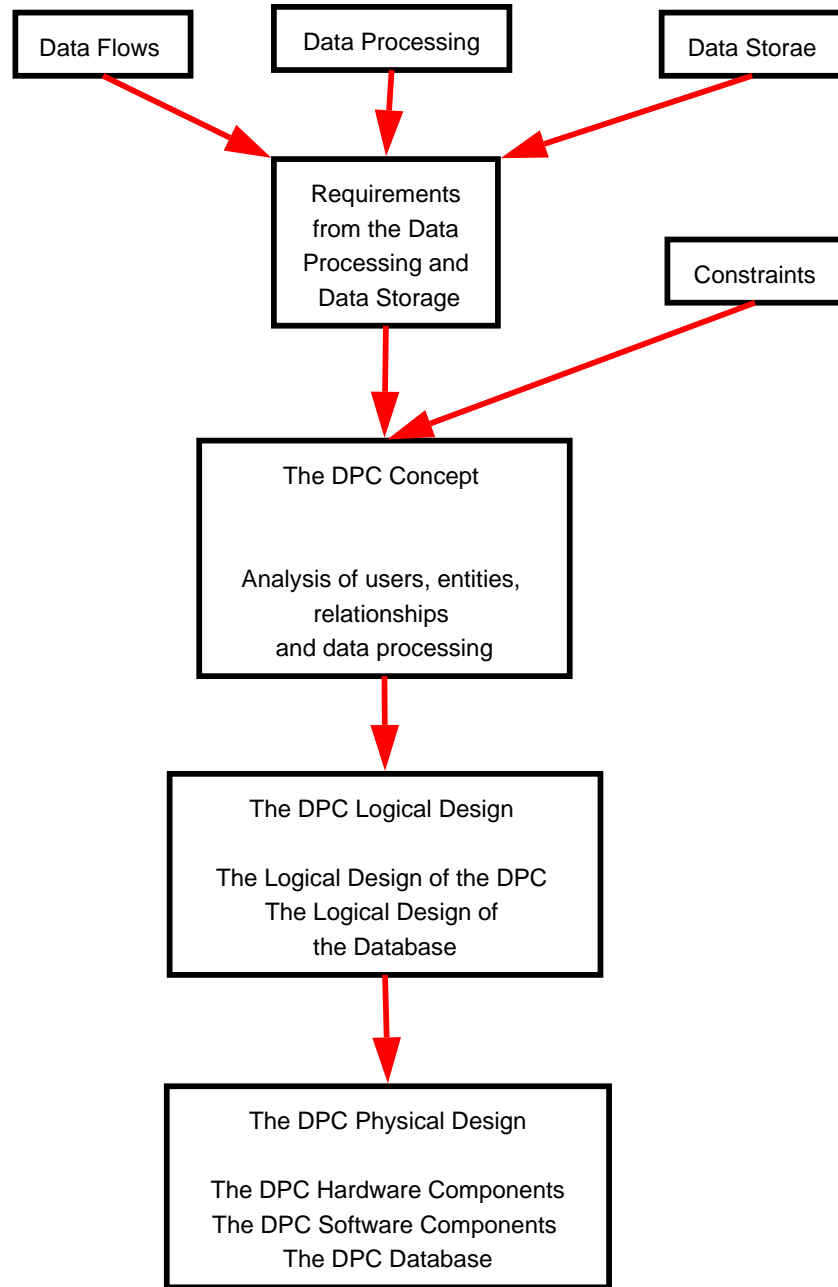 Data Flows
Data Processing
Data Storae
Requirements
from the Data
Processing and
Data Storage
Constraints
The DPC Concept
Analysis of users, entities,
relationships
and data processing
The DPC Logical Design
The Logical Design of the DPC
The Logical Design of
the Database
The DPC Physical Design
The DPC Hardware Components
The DPC Software Components
The DPC Database